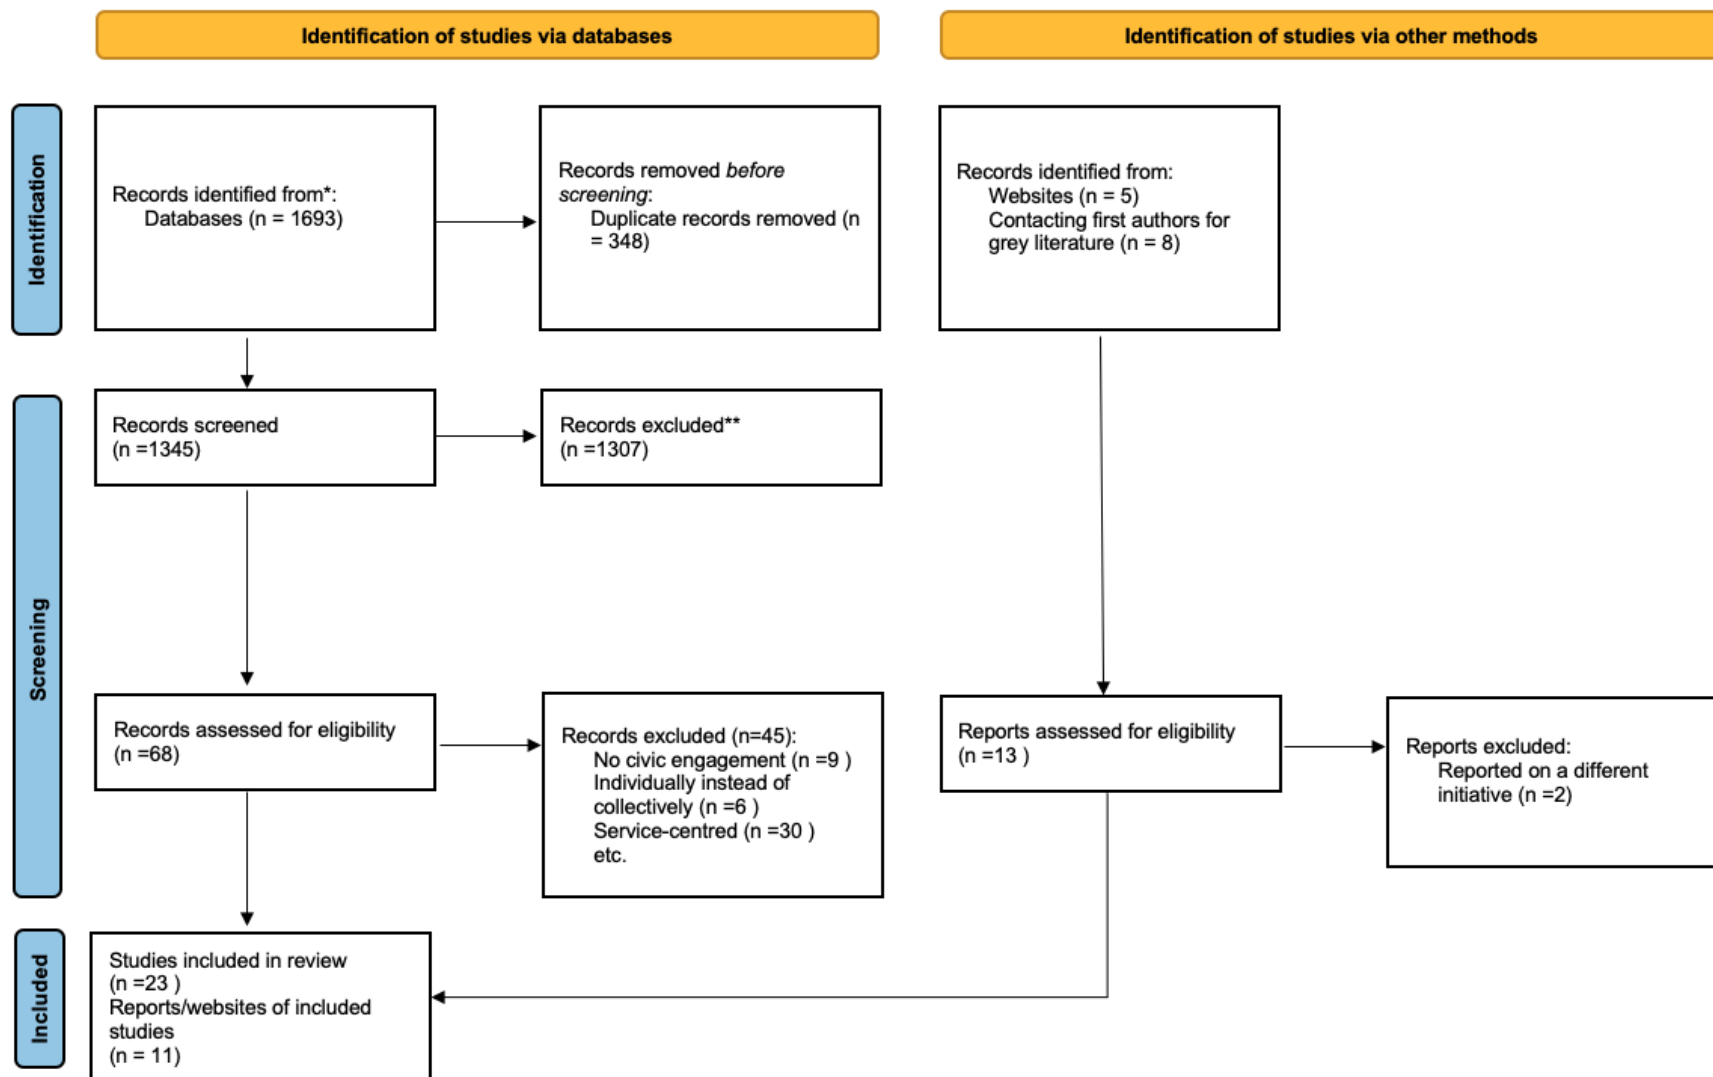 Identification of studies via databases
Identification of studies via other methods
Identification
Records identified from*:
Databases (n = 1693)
Records removed before
screening:
Duplicate records removed (n
= 348)
Records identified from:
Websites (n = 5)
Contacting first authors for
grey literature (n = 8)
Screening
Records screened
(n =1345)
Records excluded**
(n =1307)
Records assessed for eligibility
(n =68)
Records excluded (n=45):
No civic engagement (n =9 )
Individually instead of
collectively (n =6 )
Service-centred (n =30 )
etc.
Reports assessed for eligibility
(n =13 )
Reports excluded:
Reported on a different
initiative (n =2)
Included
Studies included in review
(n =23 )
Reports/websites of included
studies
(n = 11)